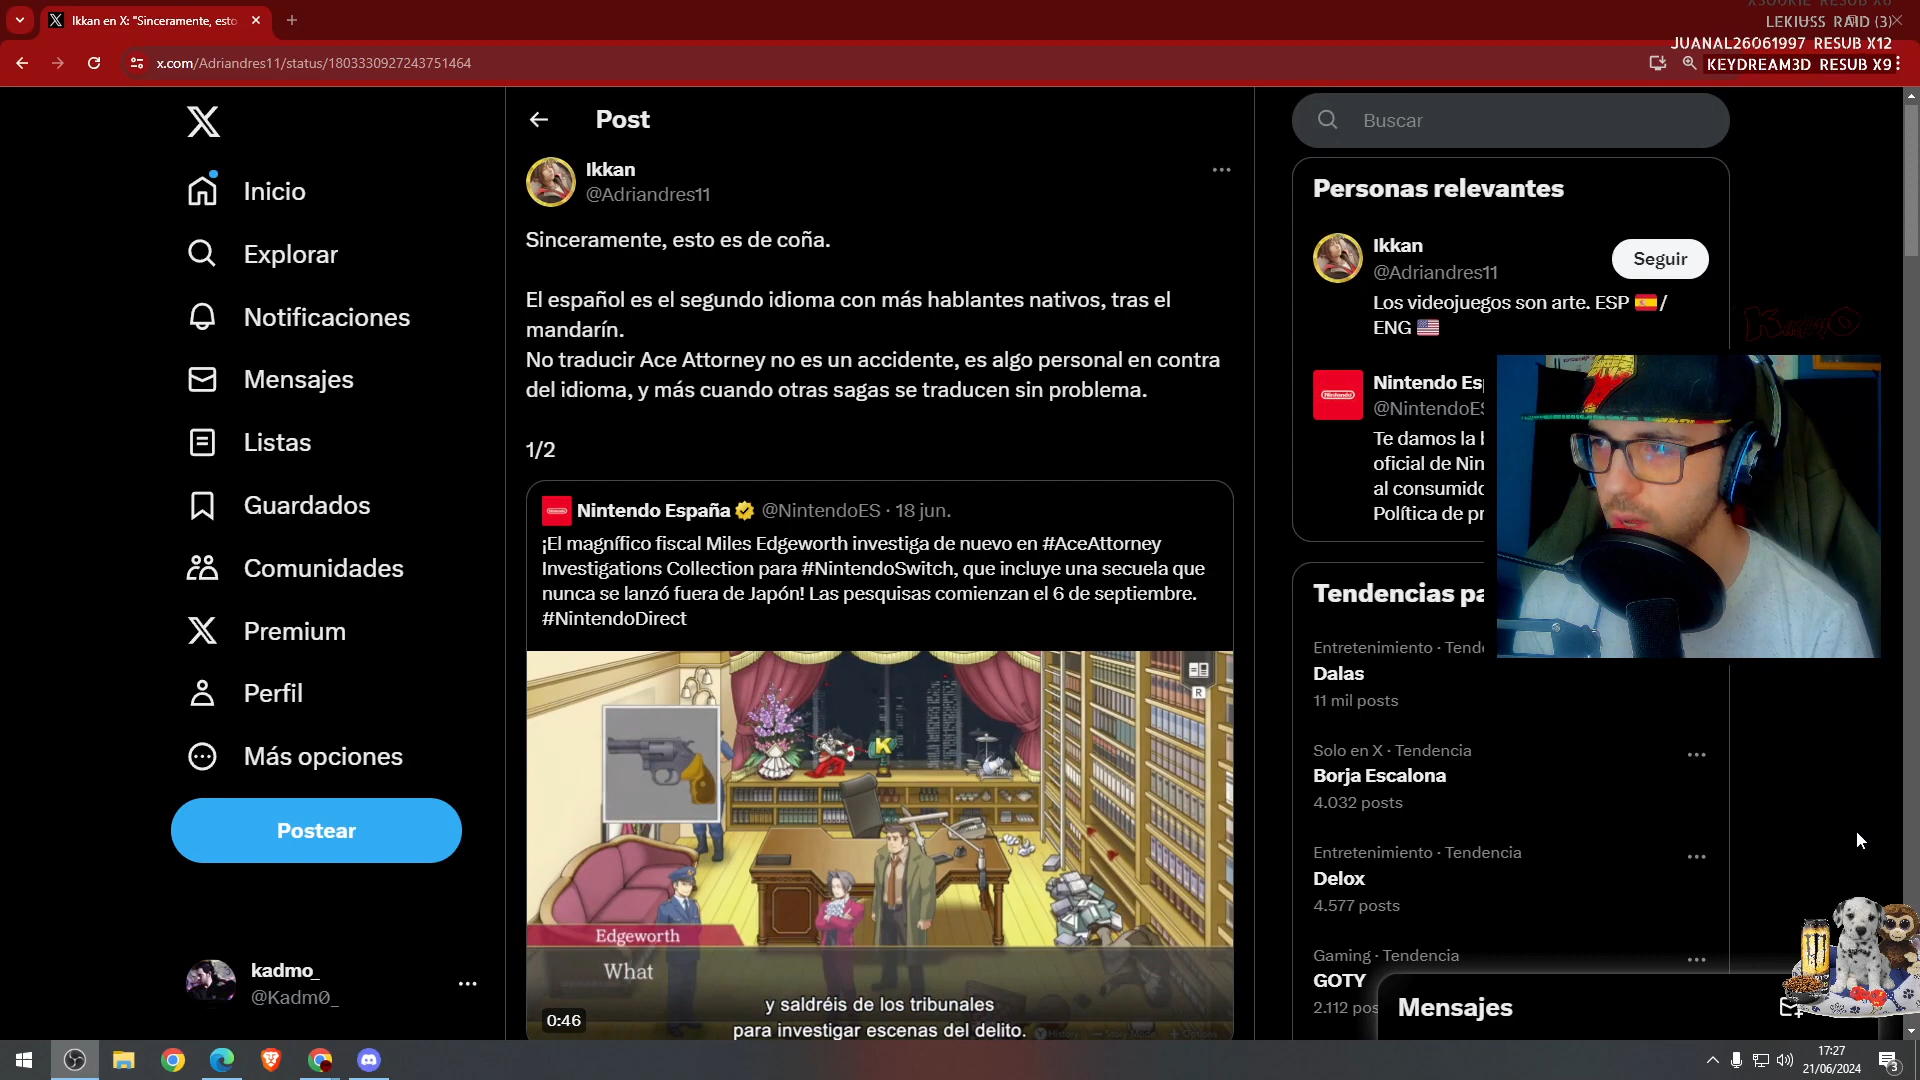 Ikkan en X: "Sinceramente, esto
LEKIUSS RAID (3)
JUANAL26061997 RESUB X12
KEYDREAM3D RESUB X9
x.com/Adriandres11/status/1803330927243751464
Inicio
Explorar
Notificaciones
Mensajes
Listas
Guardados
Comunidades
Premium
Perfil
Más opciones
Postear
kadmo_
@Kadm0_
Post
Ikkan
@Adriandres11
Sinceramente, esto es de coña.
El español es el segundo idioma con más hablantes nativos, tras el
mandarín.
No traducir Ace Attorney no es un accidente, es algo personal en contra
del idioma, y más cuando otras sagas se traducen sin problema.
1/2
Nintendo España @NintendoES · 18 jun.
¡El magnífico fiscal Miles Edgeworth investiga de nuevo en #AceAttorney
Investigations Collection para #NintendoSwitch, que incluye una secuela que
nunca se lanzó fuera de Japón! Las pesquisas comienzan el 6 de septiembre.
#NintendoDirect
R
K
Edgeworth
What
y saldréis de los tribunales
para investigar escenas del delito.
0:46
Buscar
Personas relevantes
Ikkan
@Adriandres11
Seguir
Los videojuegos son arte. ESP /
ENG
Nintendo Es
@NintendoES
Te damos la
oficial de Nin
al consumido
Política de pr
Tendencias pa
Entretenimiento · Tende
Dalas
11 mil posts
Solo en X · Tendencia
Borja Escalona
4.032 posts
Entretenimiento · Tendencia
Delox
4.577 posts
Gaming · Tendencia
GOTY
2.112 pos
Mensajes
17:27
21/06/2024
3